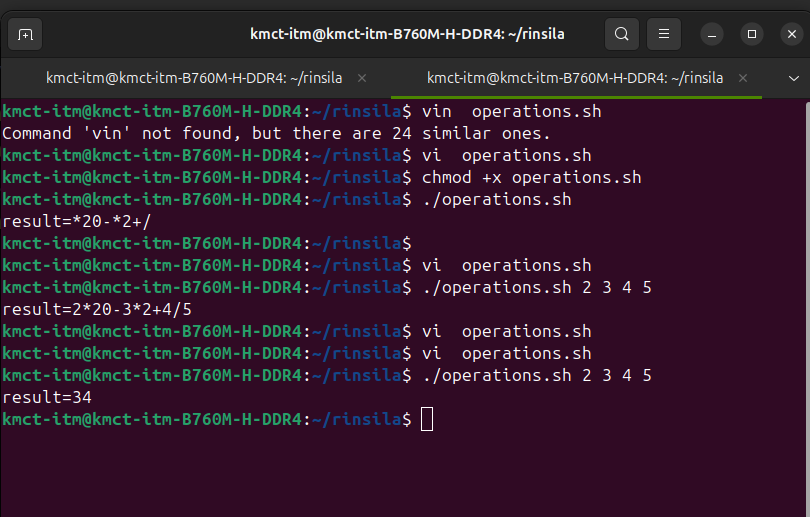 kmct-itm@kmct-itm-B760M-H-DDR4: ~/rinsila
kmct-itm@kmct-itm-B760M-H-DDR4: ~/rinsila
kmct-itm@kmct-itm-B760M-H-DDR4: ~/rinsila
kmct-itm@kmct-itm-B760M-H-DDR4:~/rinsila$ vin  operations.sh
Command 'vin' not found, but there are 24 similar ones.
kmct-itm@kmct-itm-B760M-H-DDR4:~/rinsila$ vi  operations.sh
kmct-itm@kmct-itm-B760M-H-DDR4:~/rinsila$ chmod +x operations.sh
kmct-itm@kmct-itm-B760M-H-DDR4:~/rinsila$ ./operations.sh
result=*20-*2+/
kmct-itm@kmct-itm-B760M-H-DDR4:~/rinsila$
kmct-itm@kmct-itm-B760M-H-DDR4:~/rinsila$ vi  operations.sh
kmct-itm@kmct-itm-B760M-H-DDR4:~/rinsila$ ./operations.sh 2 3 4 5
result=2*20-3*2+4/5
kmct-itm@kmct-itm-B760M-H-DDR4:~/rinsila$ vi  operations.sh
kmct-itm@kmct-itm-B760M-H-DDR4:~/rinsila$ vi  operations.sh
kmct-itm@kmct-itm-B760M-H-DDR4:~/rinsila$ ./operations.sh 2 3 4 5
result=34
kmct-itm@kmct-itm-B760M-H-DDR4:~/rinsila$